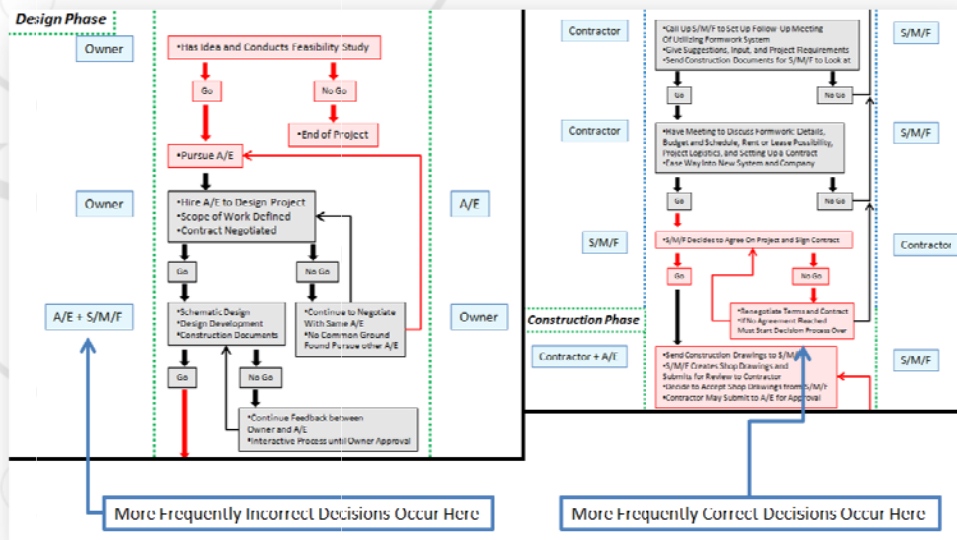 Design Phase
Owner
•Has Idea and Conducts Feasibility Study
Go
No Go
•End of Project
•Pursue A/E
Owner
•Hire A/E to Design Project
•Scope of Work Defined
•Contract Negotiated
A/E
Go
No Go
A/E + S/M/F
•Schematic Design
•Design Development
•Construction Documents
•Continue to Negotiate
With Same A/E
•No Common Ground
Found Pursue other A/E
Owner
Go
No Go
•Continue Feedback between
Owner and A/E
•Interactive Process until Owner Approval
More Frequently Incorrect Decisions Occur Here
Contractor
•Call Up S/M/F to Set Up Follow-Up Meeting
Of Utilizing Formwork System
•Give Suggestions, Input, and Project Requirements
•Send Construction Documents for S/M/F to Look at
S/M/F
Go
No Go
Contractor
•Have Meeting to Discuss Formwork: Details,
Budget and Schedule, Rent or Lease Possibility,
Project Logistics, and Setting Up a Contract
•Ease Way Into New System and Company
S/M/F
Go
No Go
S/M/F
•S/M/F Decides to Agree On Project and Sign Contract
Contractor
Go
No Go
•Renegotiate Terms and Contract
•If No Agreement Reached
Must Start Decision Process Over
Construction Phase
Contractor + A/E
•Send Construction Drawings to S/M/F
•S/M/F Creates Shop Drawings and
Submits for Review to Contractor
•Decide to Accept Shop Drawings from S/M/F
•Contractor May Submit to A/E for Approval
S/M/F
More Frequently Correct Decisions Occur Here